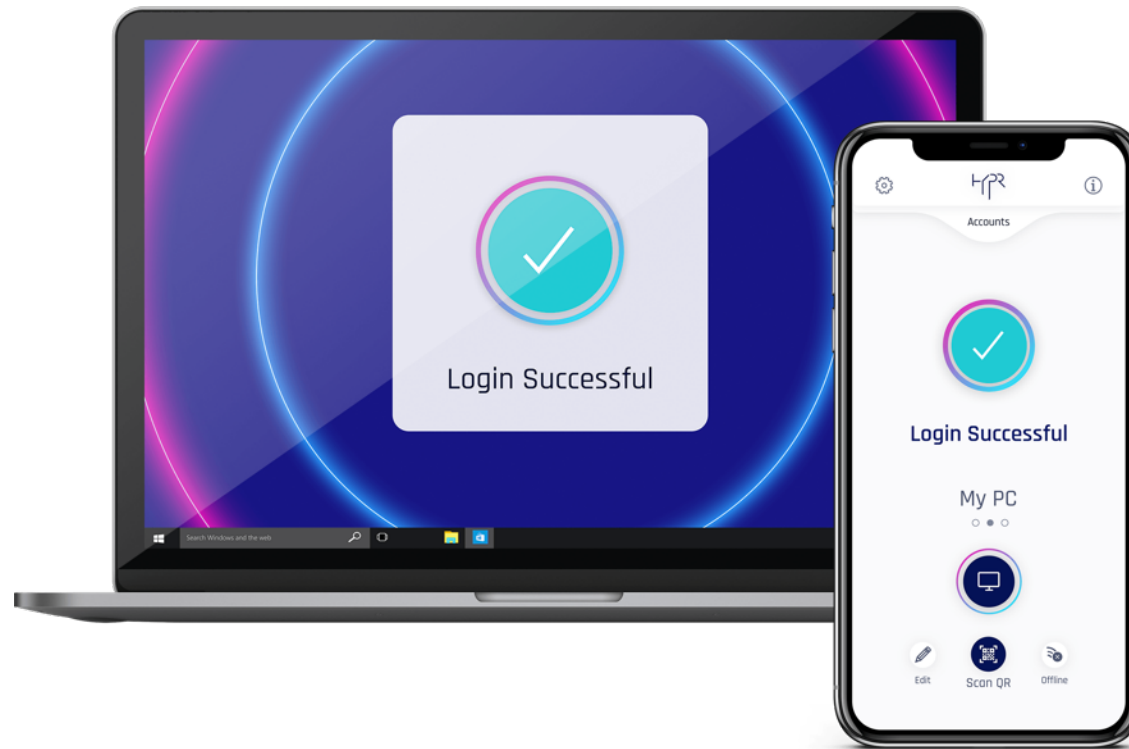 Login Successful
Search Windows and the web
HYPR
Accounts
Login Successful
My PC
Edit
Scan QR
Offline